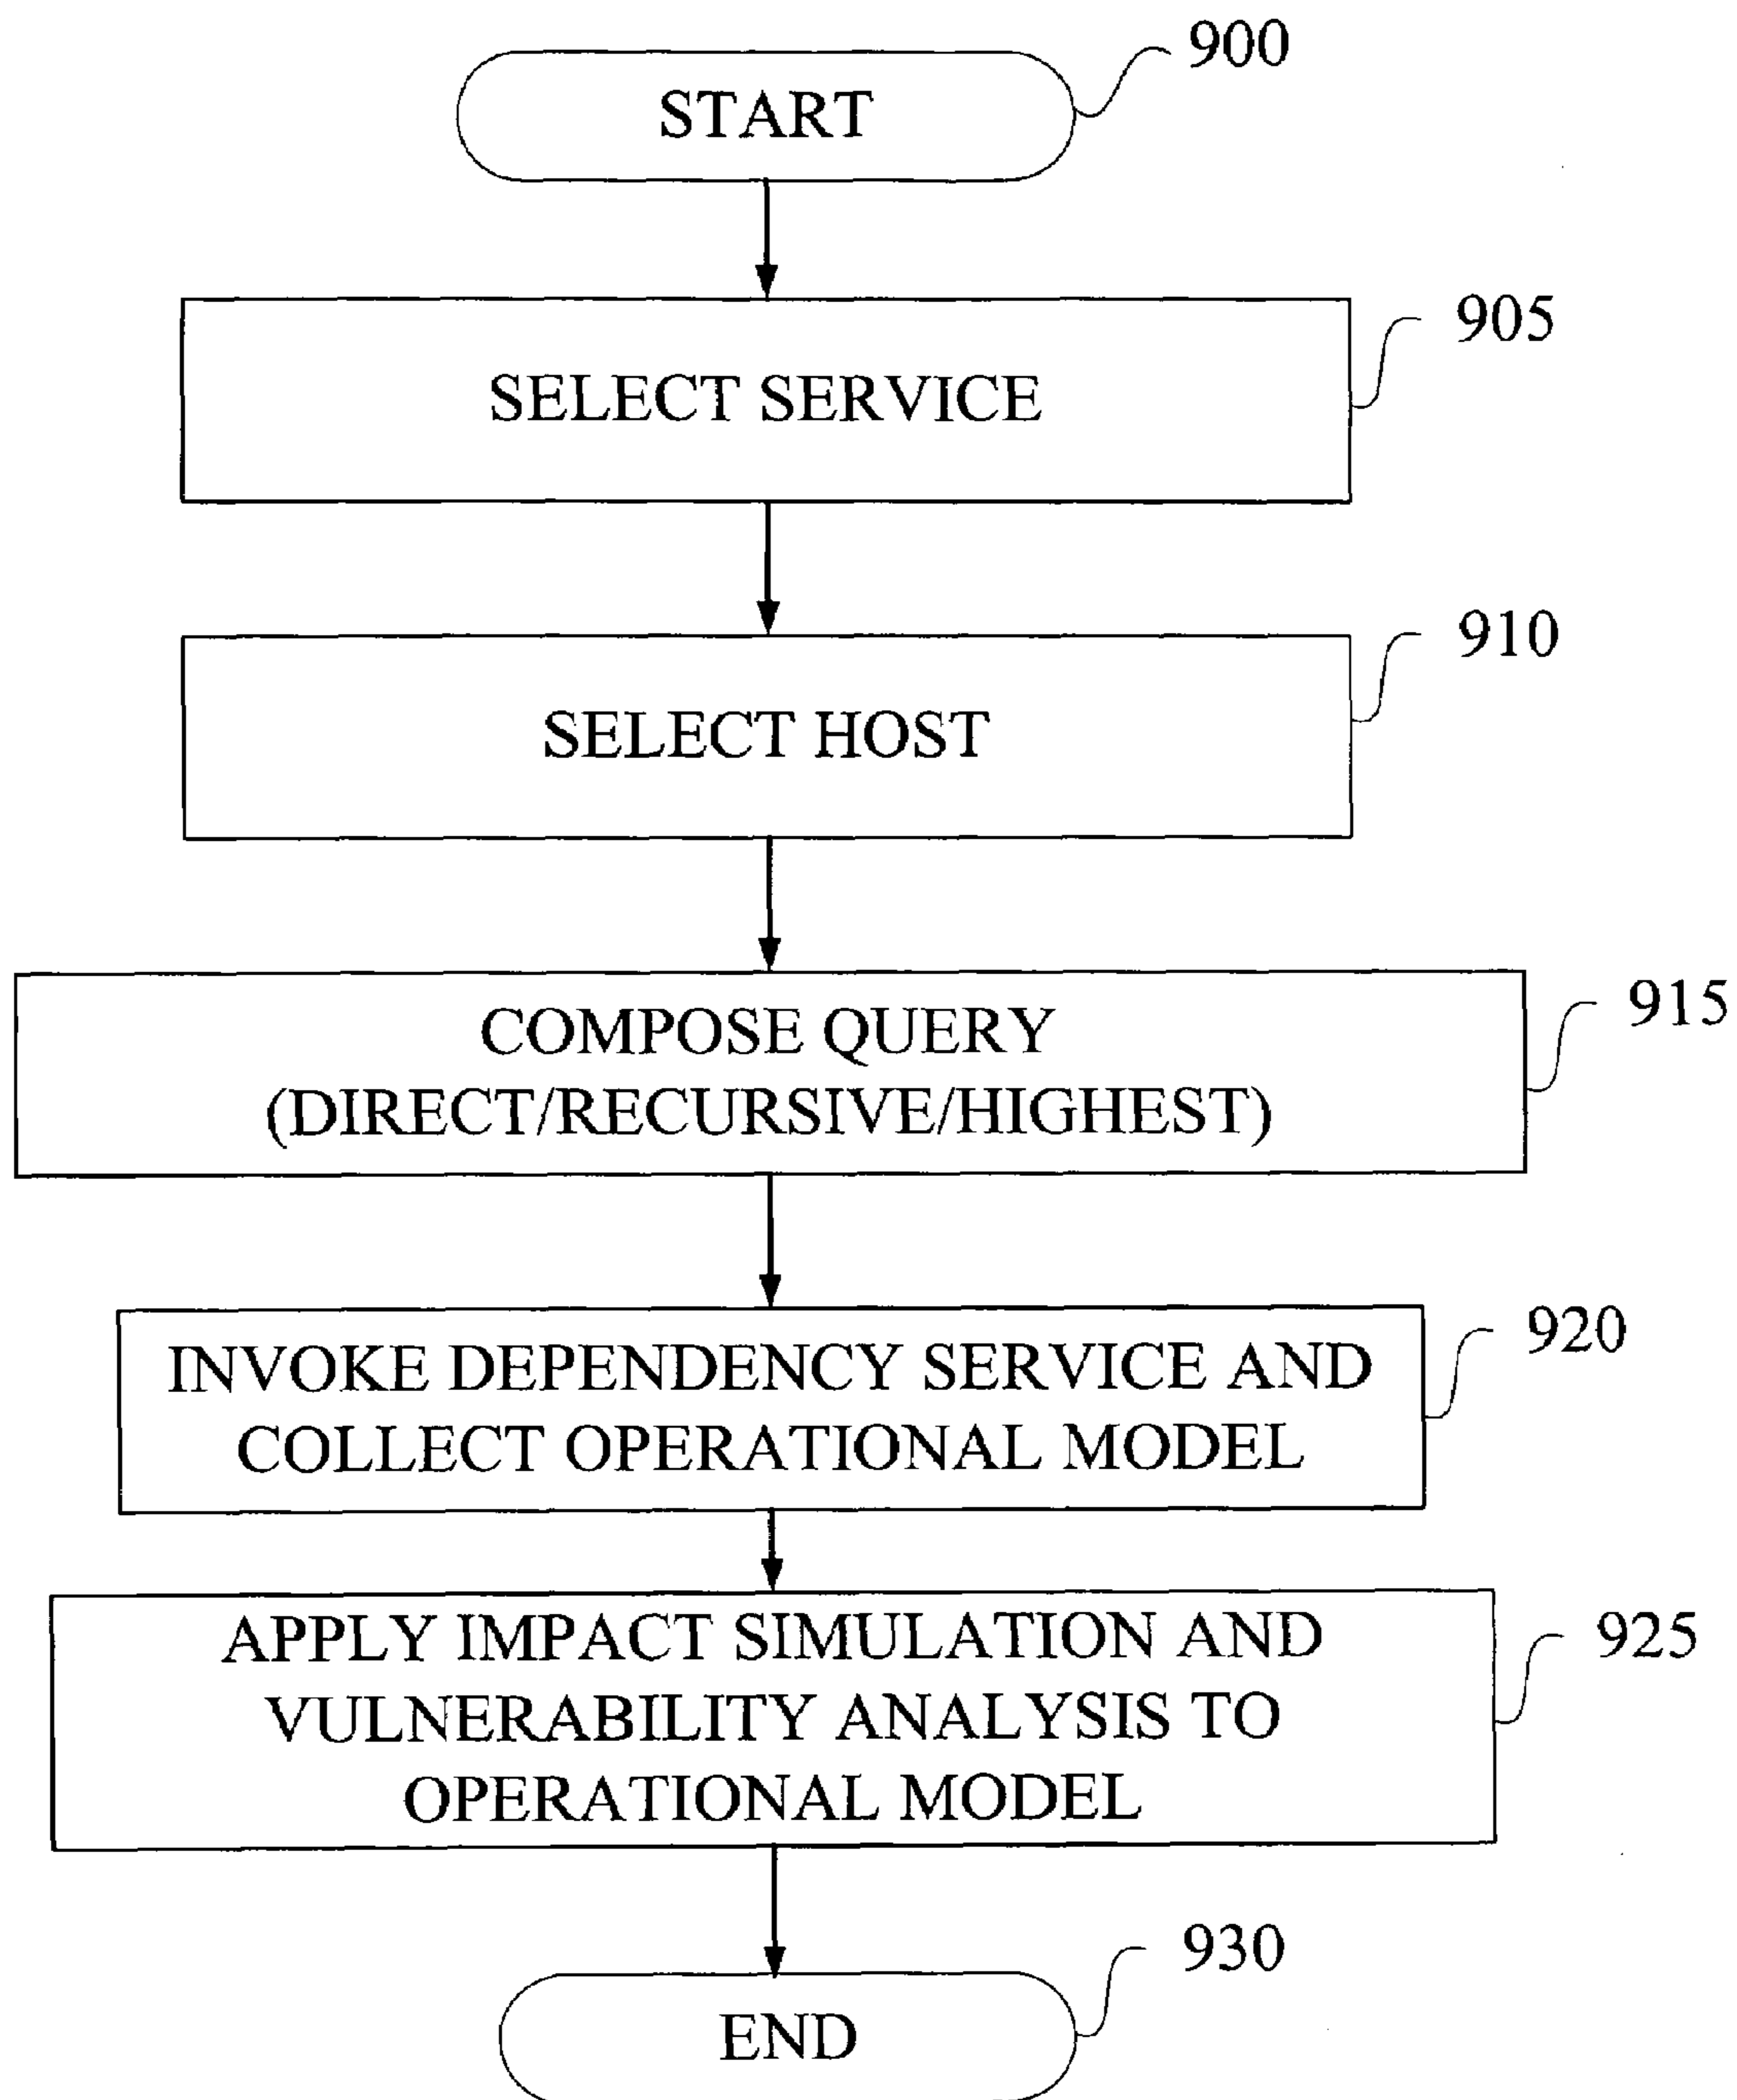 900
START
905
SELECT SERVICE
910
SELECT HOST
915
COMPOSE QUERY
(DIRECT/RECURSIVE/HIGHEST)
920
INVOKE DEPENDENCY SERVICE AND
COLLECT OPERATIONAL MODEL
925
APPLY IMPACT SIMULATION AND
VULNERABILITY ANALYSIS TO
OPERATIONAL MODEL
930
END